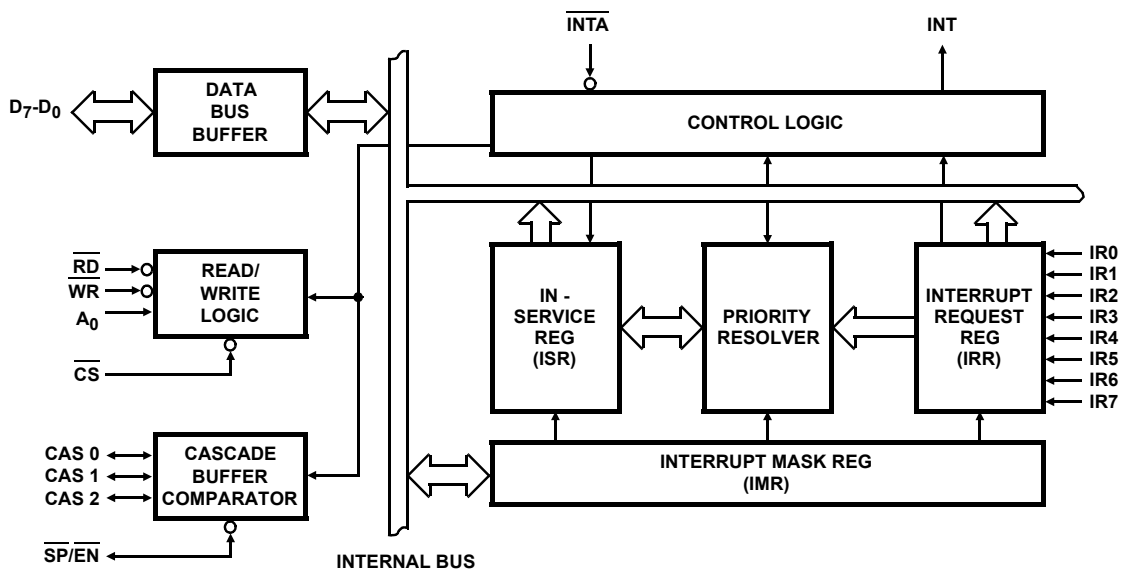 INTA
INT
D7-D0
DATA
BUS
BUFFER
CONTROL LOGIC
RD
WR
A0
READ/
WRITE
LOGIC
CS
IN -
SERVICE
REG
(ISR)
PRIORITY
RESOLVER
INTERRUPT
REQUEST
REG
(IRR)
IR0
IR1
IR2
IR3
IR4
IR5
IR6
IR7
CAS 0
CAS 1
CAS 2
CASCADE
BUFFER
COMPARATOR
INTERRUPT MASK REG
(IMR)
SP/EN
INTERNAL BUS